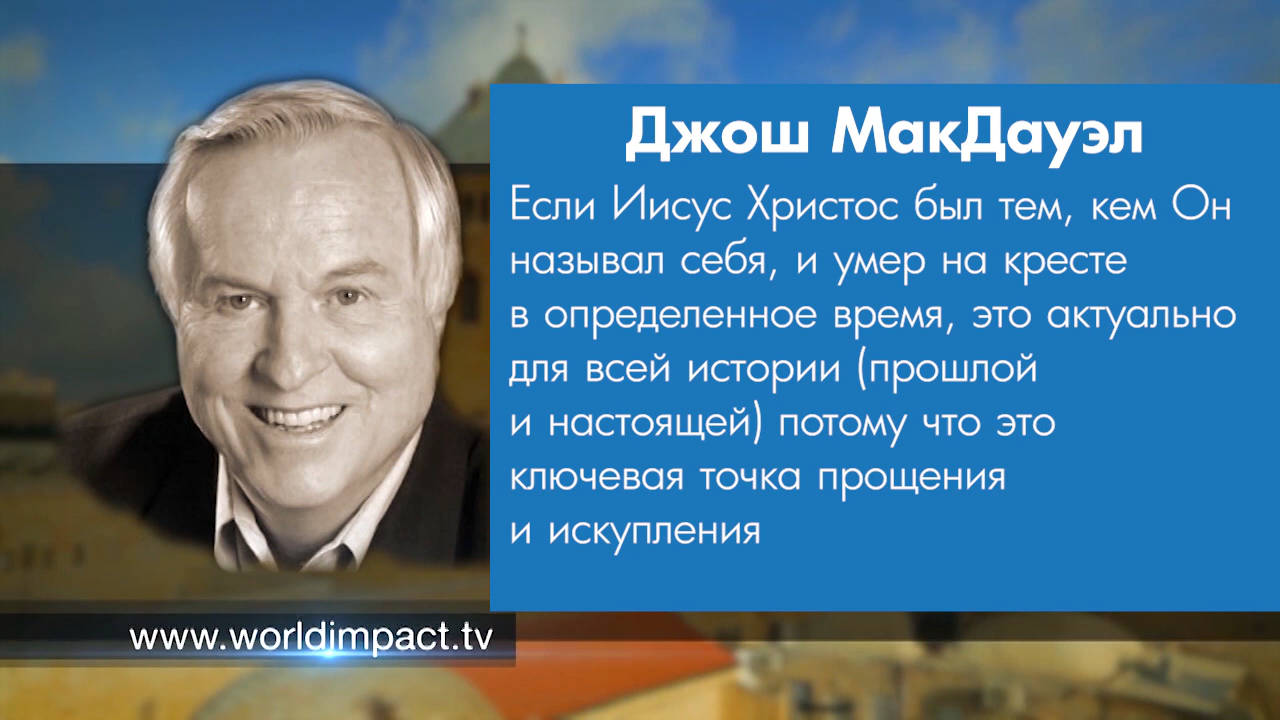 Джош МакДауэл
Если Иисус Христос был тем, кем Он
называл себя, и умер на кресте
в определенное время, это актуально
для всей истории (прошлой
и настоящей) потому что это
ключевая точка прощения
и искупления
www.worldimpact.tv